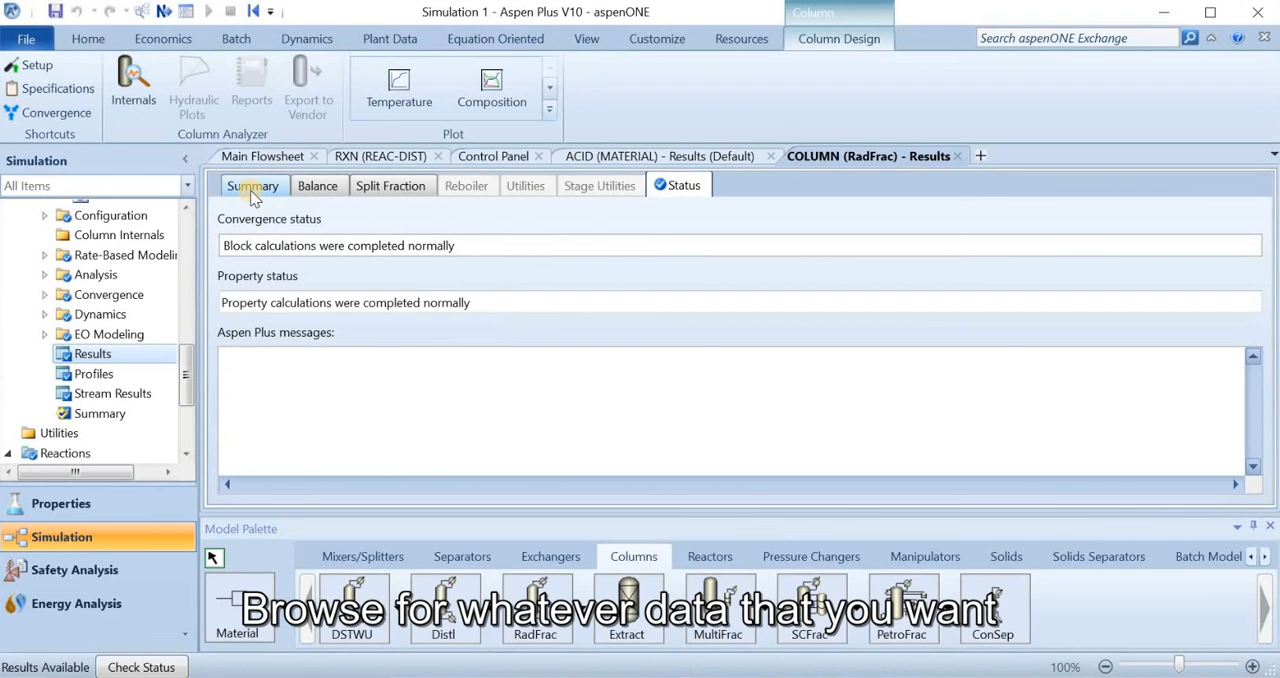 Simulation 1 - Aspen Plus V10 - aspenONE
Column
File Home Economics Batch Dynamics Plant Data Equation Oriented View Customize Resources Column Design Search aspenONE Exchange
Setup
Specifications
Convergence
Shortcuts
Internals
Hydraulic Plots
Reports
Export to Vendor
Column Analyzer
Temperature
Composition
Plot
Simulation
Main Flowsheet RXN (REAC-DIST) Control Panel ACID (MATERIAL) - Results (Default) COLUMN (RadFrac) - Results
All Items
Summary Balance Split Fraction Reboiler Utilities Stage Utilities Status
Configuration
Column Internals
Rate-Based Modelin
Analysis
Convergence
Dynamics
EO Modeling
Results
Profiles
Stream Results
Summary
Utilities
Reactions
Convergence status
Block calculations were completed normally
Property status
Property calculations were completed normally
Aspen Plus messages:
Properties
Simulation
Safety Analysis
Energy Analysis
Model Palette
Mixers/Splitters Separators Exchangers Columns Reactors Pressure Changers Manipulators Solids Solids Separators Batch Model
Material DSTWU Distl RadFrac Extract MultiFrac SCFrac PetroFrac ConSep
Browse for whatever data that you want
Results Available Check Status 100%